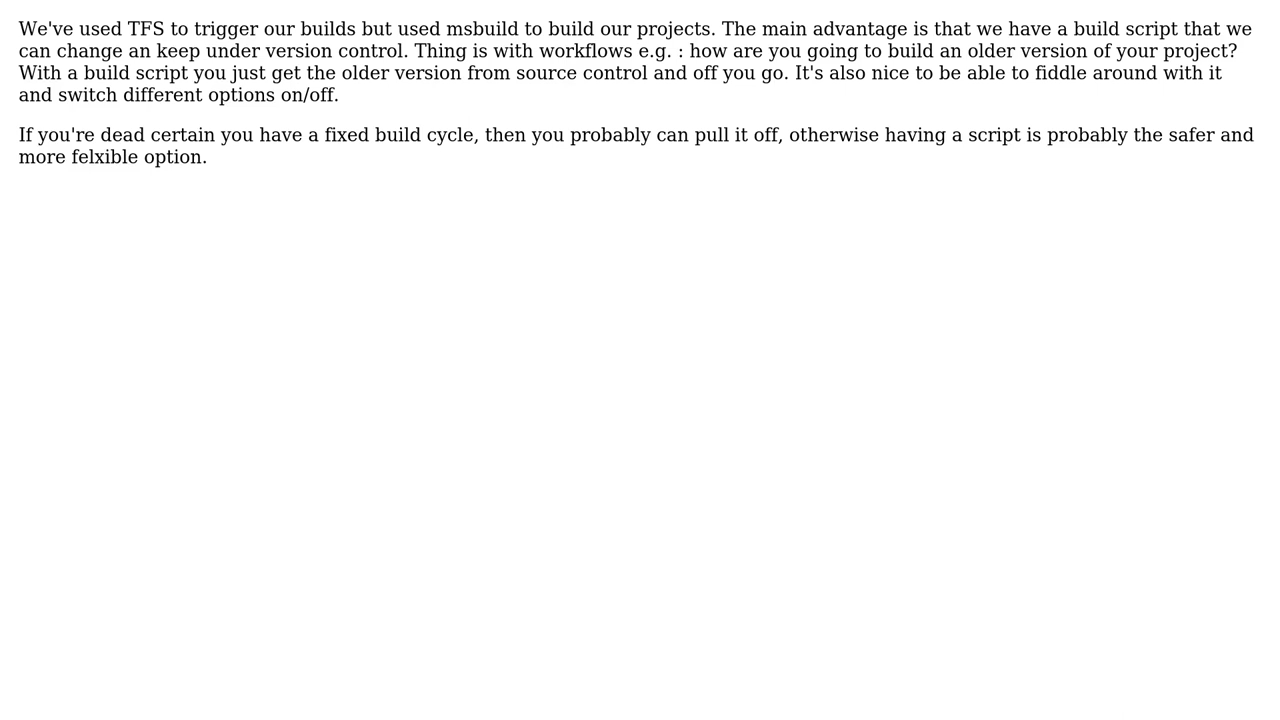 We've used TFS to trigger our builds but used msbuild to build our projects. The main advantage is that we have a build script that we
can change an keep under version control. Thing is with workflows e.g. : how are you going to build an older version of your project?
With a build script you just get the older version from source control and off you go. It's also nice to be able to fiddle around with it
and switch different options on/off.
If you're dead certain you have a fixed build cycle, then you probably can pull it off, otherwise having a script is probably the safer and
more felxible option.